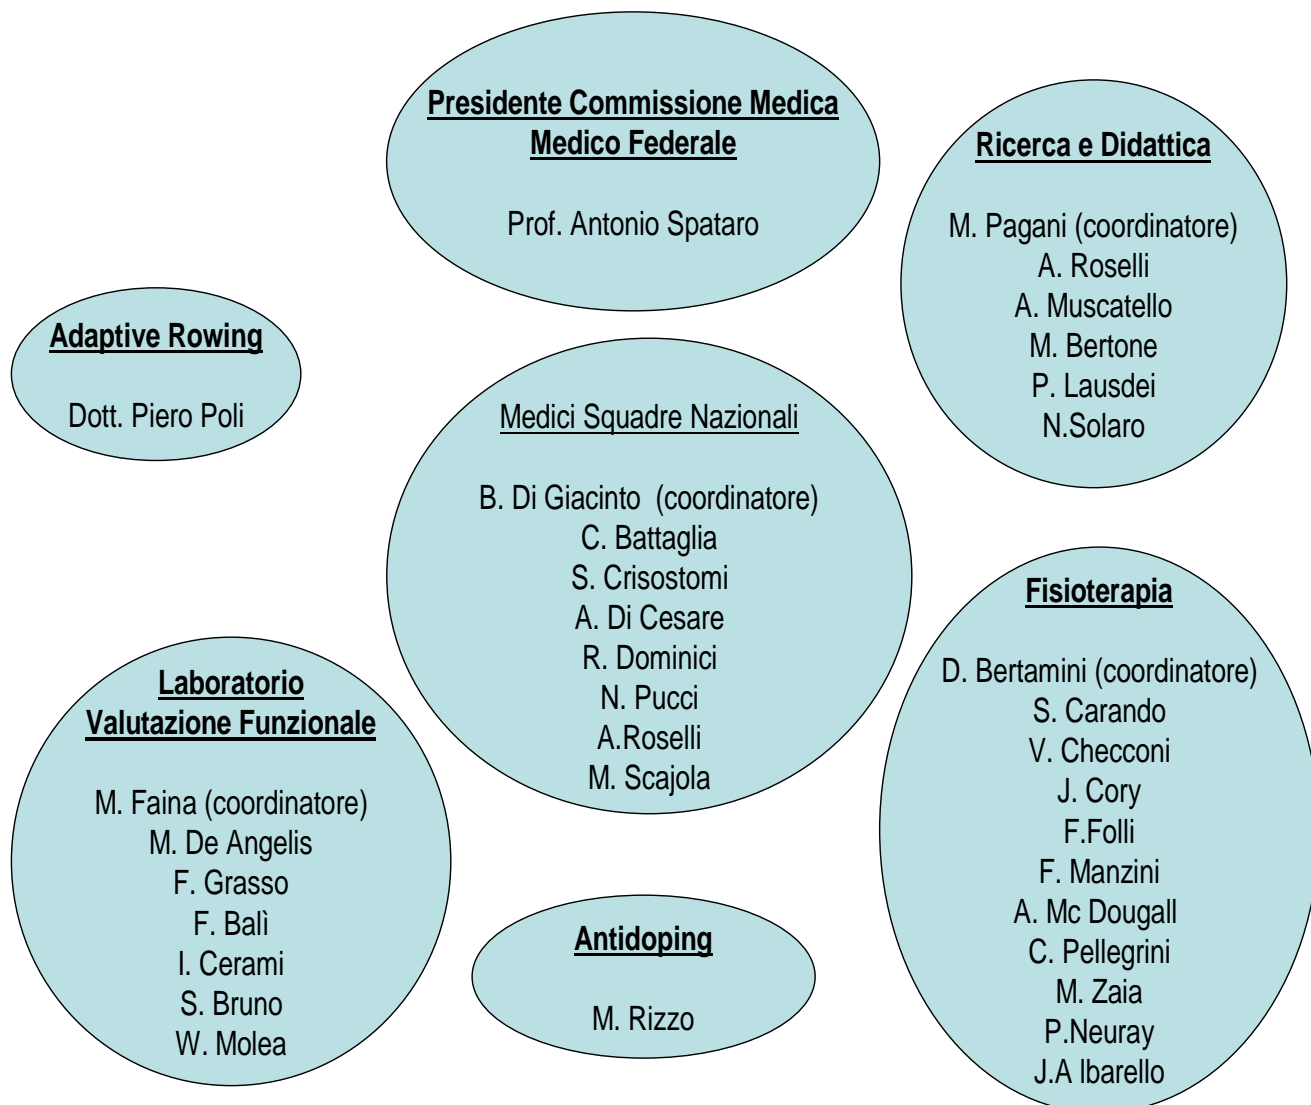 Presidente Commissione Medica
Medico Federale
Prof. Antonio Spataro
Ricerca e Didattica
M. Pagani (coordinatore)
A. Roselli
A. Muscatello
M. Bertone
P. Lausdei
N.Solaro
Adaptive Rowing
Dott. Piero Poli
Medici Squadre Nazionali
B. Di Giacinto  (coordinatore)
C. Battaglia
S. Crisostomi
A. Di Cesare
R. Dominici
N. Pucci
A.Roselli
M. Scajola
Fisioterapia
D. Bertamini (coordinatore)
S. Carando
V. Checconi
J. Cory
F.Folli
F. Manzini
A. Mc Dougall
C. Pellegrini
M. Zaia
P.Neuray
J.A Ibarello
Laboratorio
Valutazione Funzionale
M. Faina (coordinatore)
M. De Angelis
F. Grasso
F. Balì
I. Cerami
S. Bruno
W. Molea
Antidoping
M. Rizzo